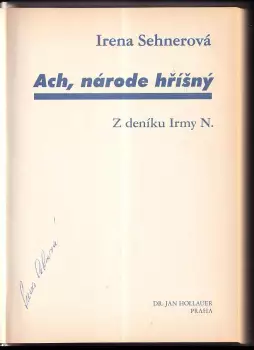 Irena Sehnerová
Ach, národe hříšný
Z deníku Irmy N.
DR. JAN HOLLAUER
PRAHA